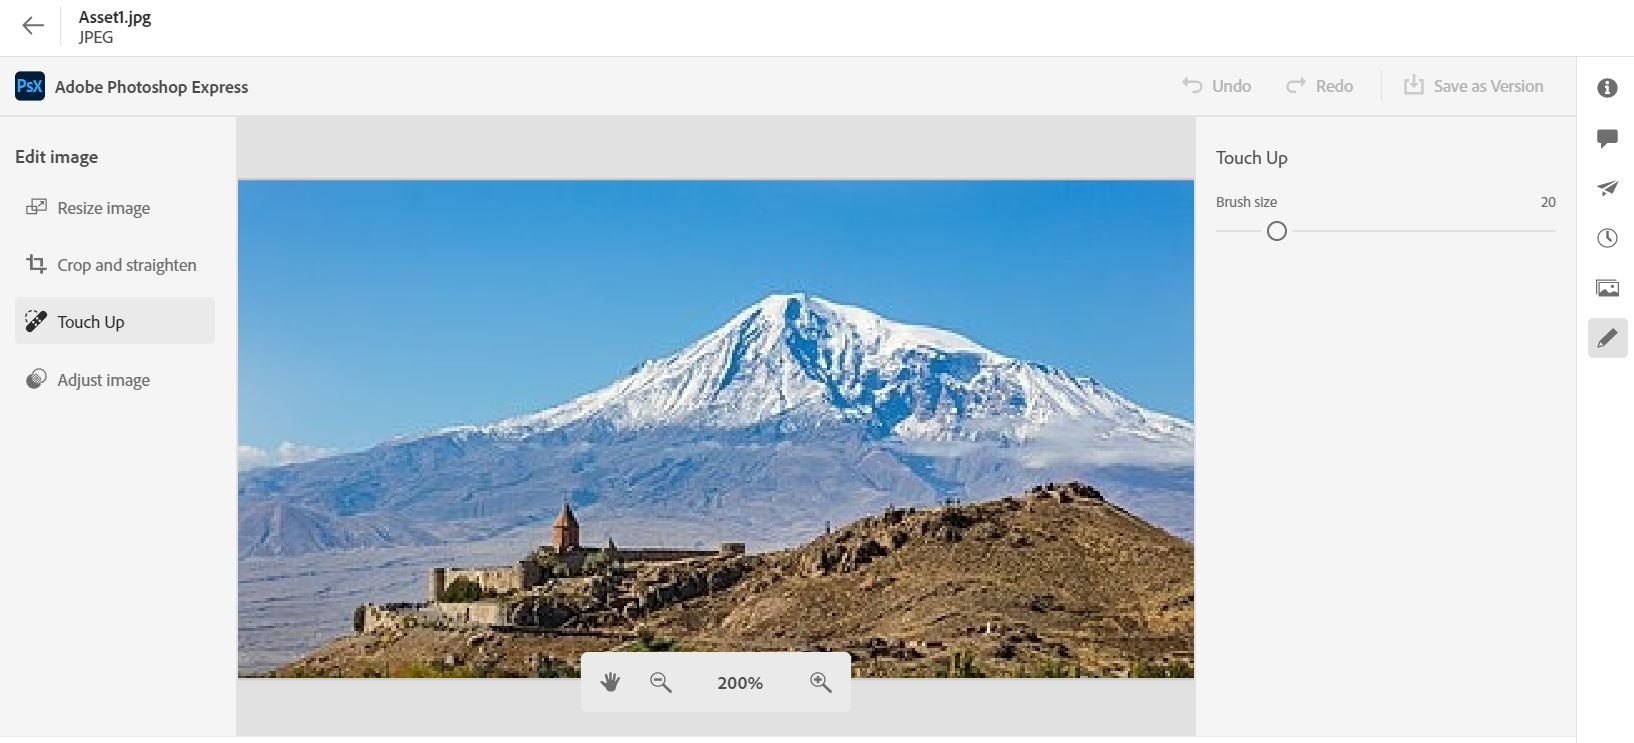 Asset1.jpg
JPEG
PsX Adobe Photoshop Express
Undo Redo Save as Version
Edit image
Resize image
Crop and straighten
Touch Up
Adjust image
Touch Up
Brush size 20
200%